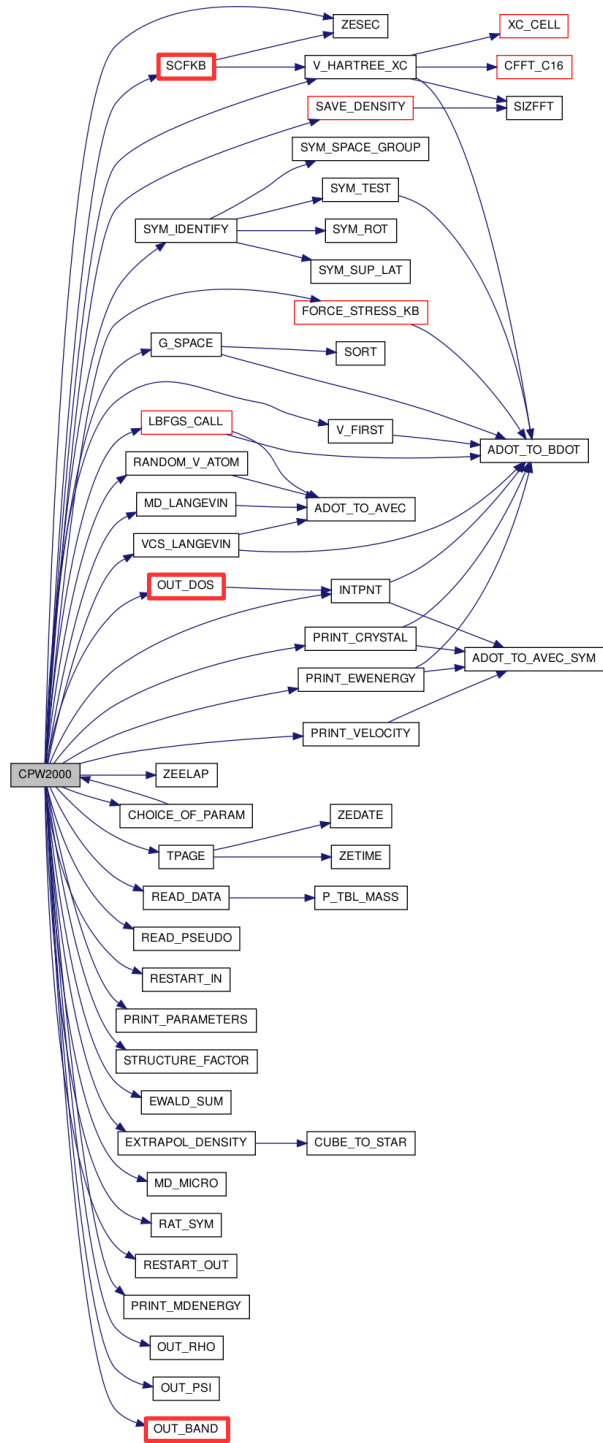 ZESEC
XC_CELL
SCFKB
V_HARTREE_XC
CFFT_C16
SAVE_DENSITY
SIZFFT
SYM_SPACE_GROUP
SYM_TEST
SYM_IDENTIFY
SYM_ROT
SYM_SUP_LAT
FORCE_STRESS_KB
G_SPACE
SORT
LBFGS_CALL
V_FIRST
ADOT_TO_BDOT
RANDOM_V_ATOM
MD_LANGEVIN
ADOT_TO_AVEC
VCS_LANGEVIN
OUT_DOS
INTPNT
PRINT_CRYSTAL
ADOT_TO_AVEC_SYM
PRINT_EWENERGY
PRINT_VELOCITY
CPW2000
ZEELAP
CHOICE_OF_PARAM
ZEDATE
TPAGE
ZETIME
READ_DATA
P_TBL_MASS
READ_PSEUDO
RESTART_IN
PRINT_PARAMETERS
STRUCTURE_FACTOR
EWALD_SUM
EXTRAPOL_DENSITY
CUBE_TO_STAR
MD_MICRO
RAT_SYM
RESTART_OUT
PRINT_MDENERGY
OUT_RHO
OUT_PSI
OUT_BAND